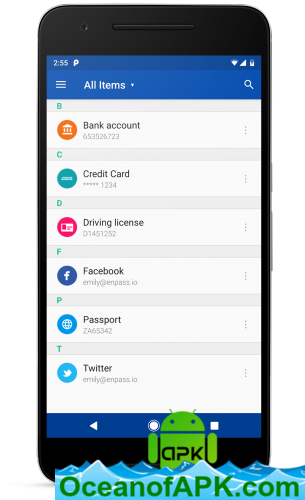 2:55
All Items
B
Bank account
653526723
C
Credit Card
***** 1234
D
Driving license
D1451252
F
Facebook
emily@enpass.io
P
Passport
ZA65342
T
Twitter
emily@enpass.io
apk
OceanofAPK.com